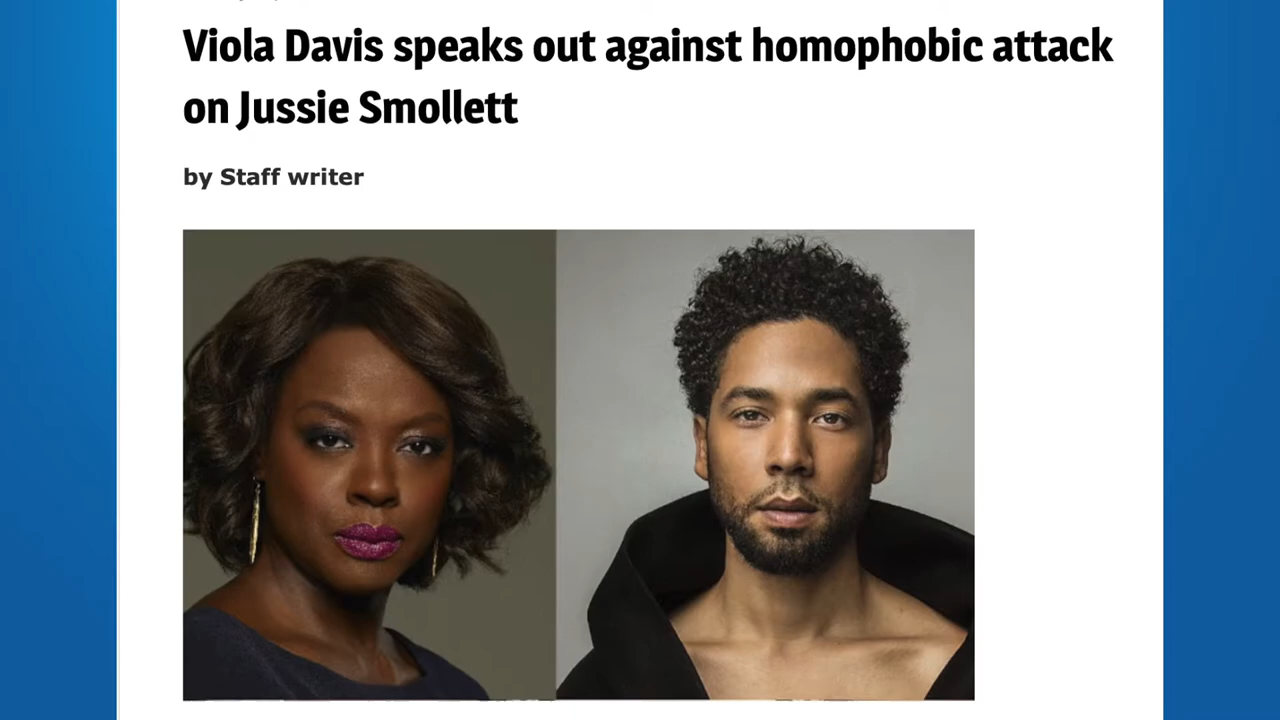 Viola Davis speaks out against homophobic attack
on Jussie Smollett
by Staff writer